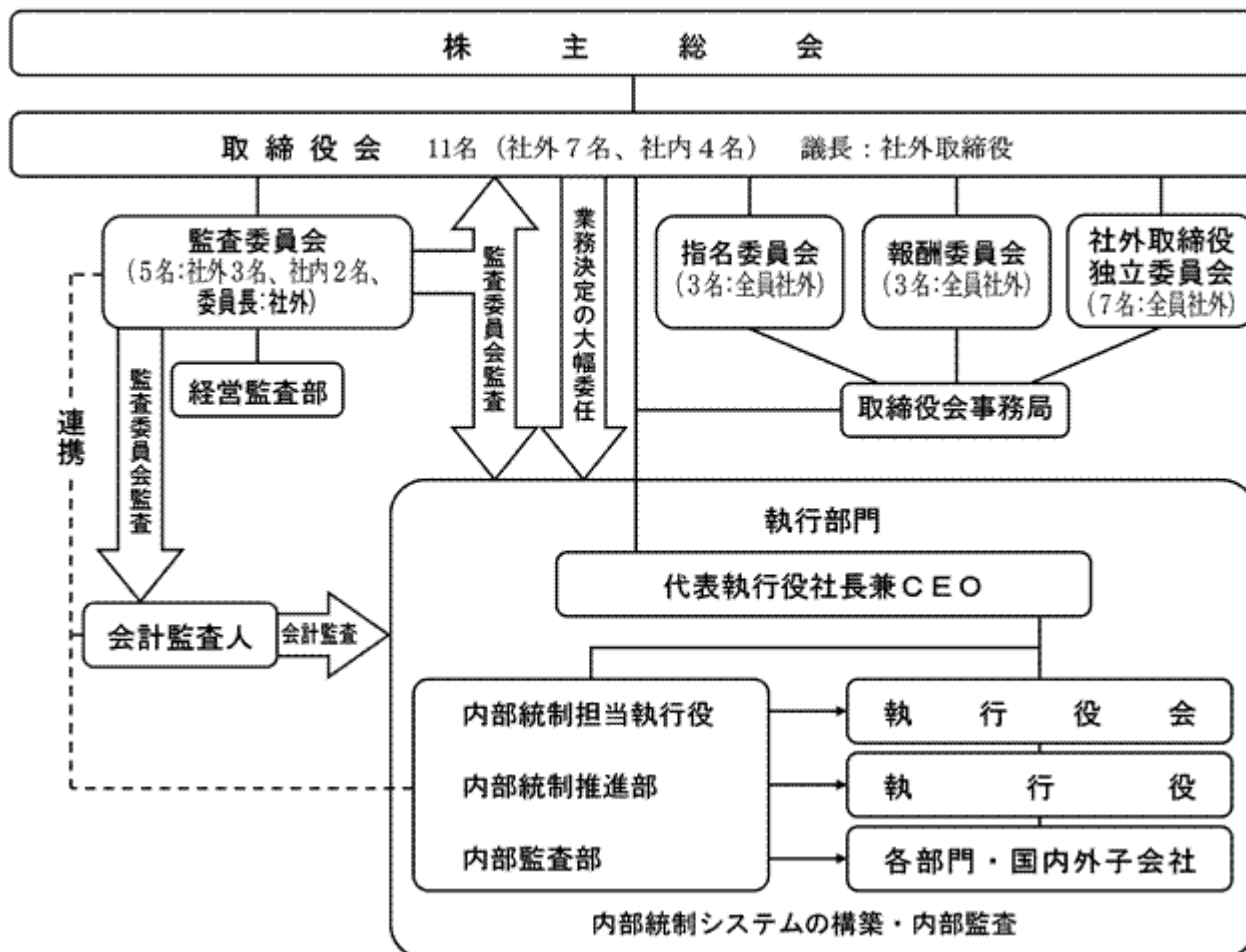 株主総会
取締役会 11名（社外7名、社内4名） 議長：社外取締役
監査委員会
（5名：社外3名、社内2名、
委員長：社外）
経営監査部
連携
監査委員会監査
監査委員会監査
業務決定の大幅委任
指名委員会
（3名：全員社外）
報酬委員会
（3名：全員社外）
社外取締役
独立委員会
（7名：全員社外）
取締役会事務局
会計監査人
会計監査
執行部門
代表執行役社長兼CEO
内部統制担当執行役
執行役会
内部統制推進部
執行役
内部監査部
各部門・国内外子会社
内部統制システムの構築・内部監査